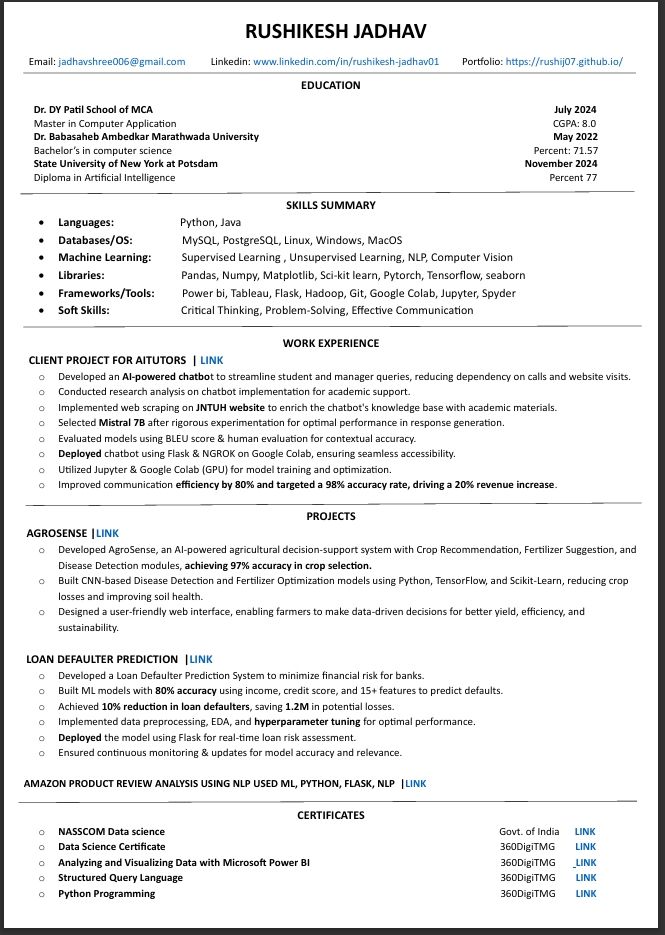 RUSHIKESH JADHAV
Email: jadhavshree006@gmail.com Linkedin: www.linkedin.com/in/rushikesh-jadhav01 Portfolio: https://rushij07.github.io/
EDUCATION
Dr. DY Patil School of MCA July 2024
Master in Computer Application CGPA: 8.0
Dr. Babasaheb Ambedkar Marathwada University May 2022
Bachelor's in computer science Percent: 71.57
State University of New York at Potsdam November 2024
Diploma in Artificial Intelligence Percent 77
SKILLS SUMMARY
• Languages: Python, Java
• Databases/OS: MySQL, PostgreSQL, Linux, Windows, MacOS
• Machine Learning: Supervised Learning , Unsupervised Learning, NLP, Computer Vision
• Libraries: Pandas, Numpy, Matplotlib, Sci-kit learn, Pytorch, Tensorflow, seaborn
• Frameworks/Tools: Power bi, Tableau, Flask, Hadoop, Git, Google Colab, Jupyter, Spyder
• Soft Skills: Critical Thinking, Problem-Solving, Effective Communication
WORK EXPERIENCE
CLIENT PROJECT FOR AITUTORS | LINK
o Developed an AI-powered chatbot to streamline student and manager queries, reducing dependency on calls and website visits.
o Conducted research analysis on chatbot implementation for academic support.
o Implemented web scraping on JNTUH website to enrich the chatbot's knowledge base with academic materials.
o Selected Mistral 7B after rigorous experimentation for optimal performance in response generation.
o Evaluated models using BLEU score & human evaluation for contextual accuracy.
o Deployed chatbot using Flask & NGROK on Google Colab, ensuring seamless accessibility.
o Utilized Jupyter & Google Colab (GPU) for model training and optimization.
o Improved communication efficiency by 80% and targeted a 98% accuracy rate, driving a 20% revenue increase.
PROJECTS
AGROSENSE |LINK
o Developed AgroSense, an AI-powered agricultural decision-support system with Crop Recommendation, Fertilizer Suggestion, and
Disease Detection modules, achieving 97% accuracy in crop selection.
o Built CNN-based Disease Detection and Fertilizer Optimization models using Python, TensorFlow, and Scikit-Learn, reducing crop
losses and improving soil health.
o Designed a user-friendly web interface, enabling farmers to make data-driven decisions for better yield, efficiency, and
sustainability.
LOAN DEFAULTER PREDICTION |LINK
o Developed a Loan Defaulter Prediction System to minimize financial risk for banks.
o Built ML models with 80% accuracy using income, credit score, and 15+ features to predict defaults.
o Achieved 10% reduction in loan defaulters, saving 1.2M in potential losses.
o Implemented data preprocessing, EDA, and hyperparameter tuning for optimal performance.
o Deployed the model using Flask for real-time loan risk assessment.
o Ensured continuous monitoring & updates for model accuracy and relevance.
AMAZON PRODUCT REVIEW ANALYSIS USING NLP USED ML, PYTHON, FLASK, NLP |LINK
CERTIFICATES
o NASSCOM Data science Govt. of India LINK
o Data Science Certificate 360DigiTMG LINK
o Analyzing and Visualizing Data with Microsoft Power BI 360DigiTMG LINK
o Structured Query Language 360DigiTMG LINK
o Python Programming 360DigiTMG LINK